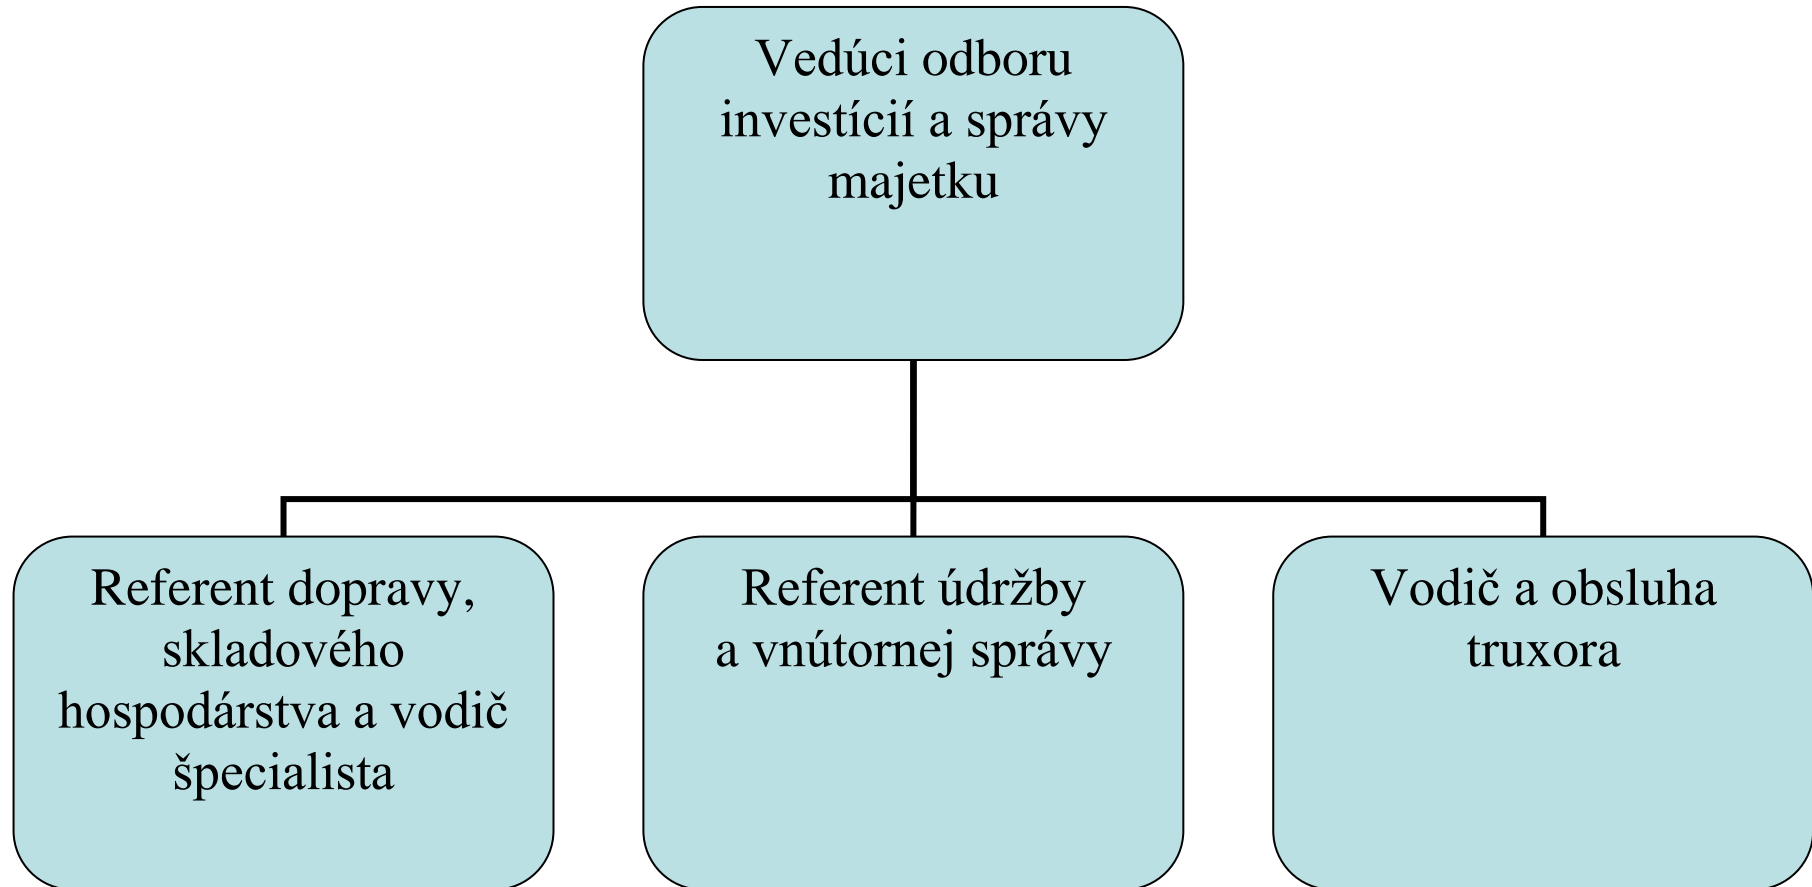 Vedúci odboru
investícií a správy
majetku
Referent dopravy,
skladového
hospodárstva a vodič
špecialista
Referent údržby
a vnútornej správy
Vodič a obsluha
truxora